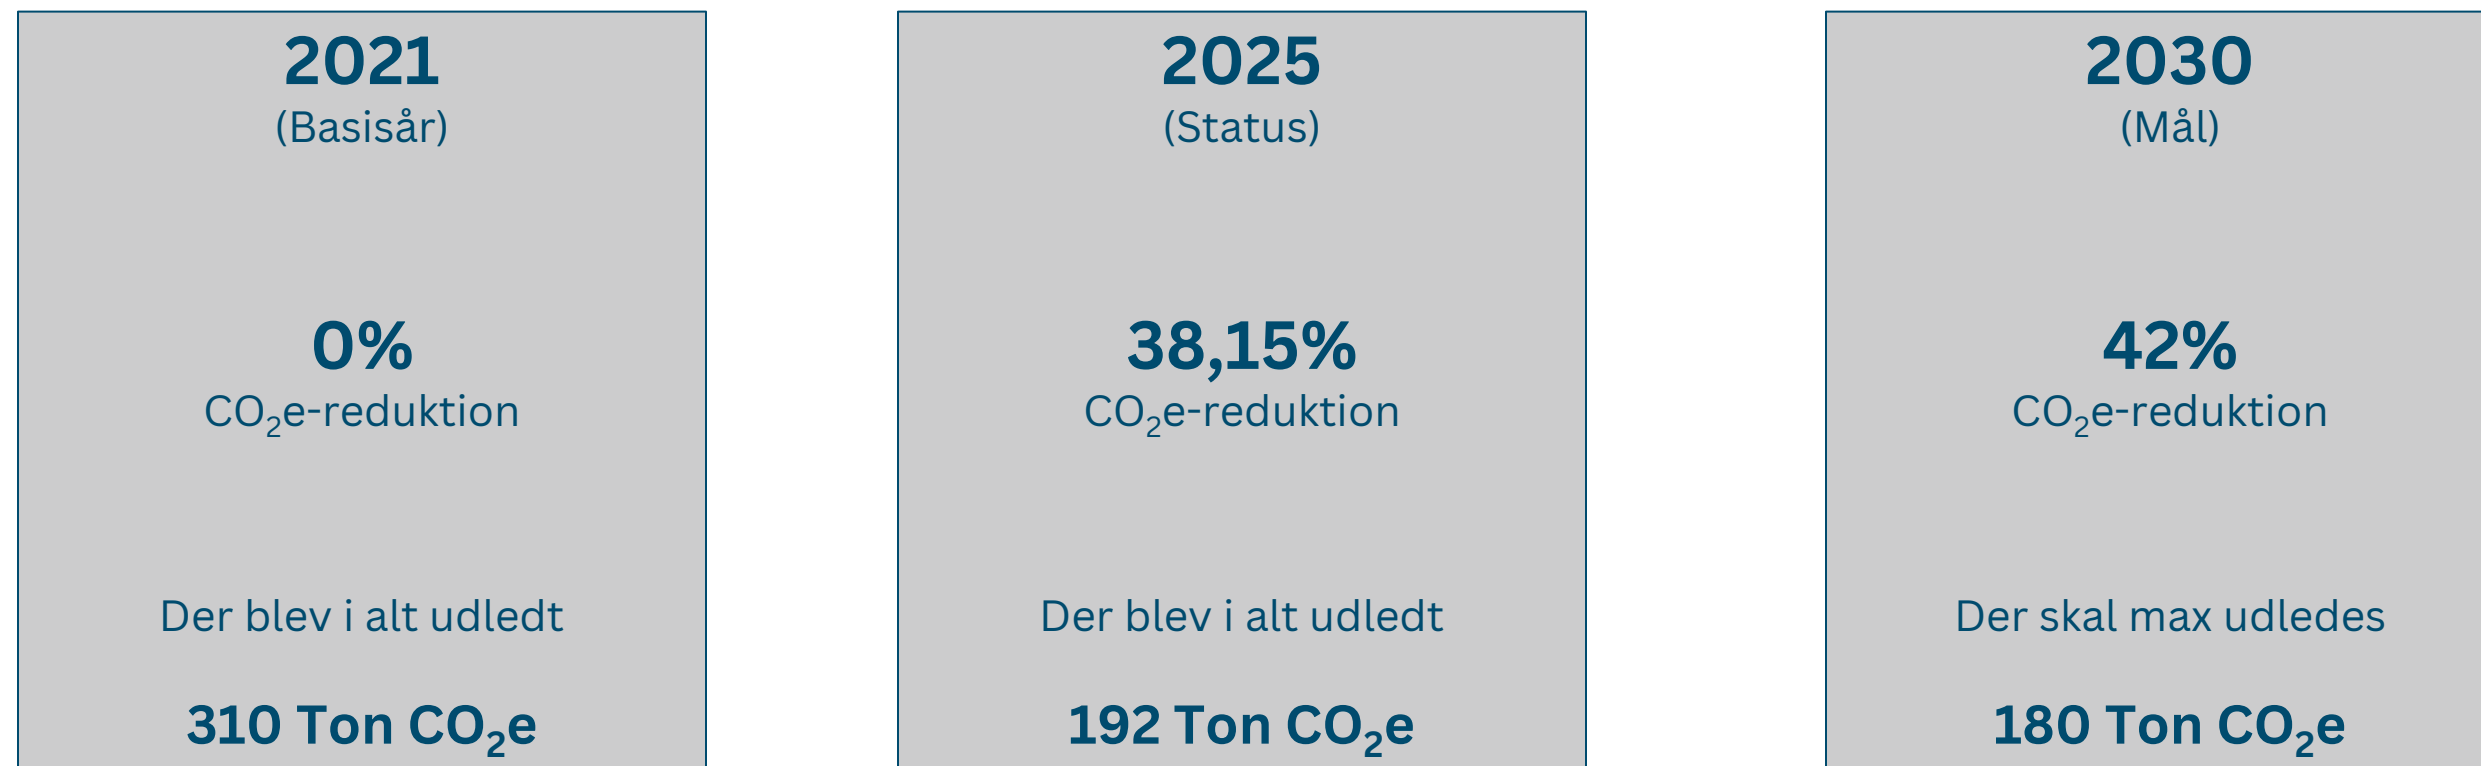 2021
(Basisår)
0%
CO₂e-reduktion
Der blev i alt udledt
310 Ton CO₂e
2025
(Status)
38,15%
CO₂e-reduktion
Der blev i alt udledt
192 Ton CO₂e
2030
(Mål)
42%
CO₂e-reduktion
Der skal max udledes
180 Ton CO₂e